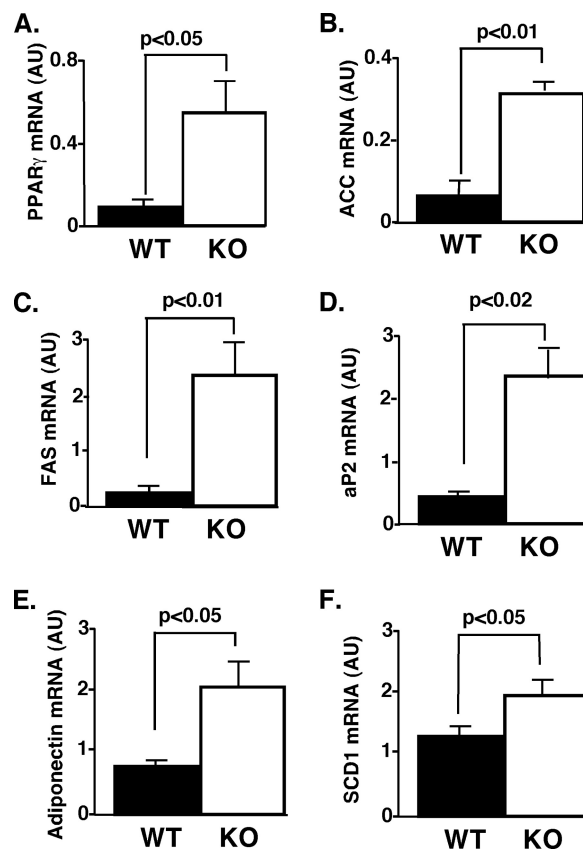 A.
p<0.05
PPARγ mRNA (AU)
0.8
0.4
0
WT KO
B.
p<0.01
ACC mRNA (AU)
0.4
0.2
0
WT KO
C.
p<0.01
FAS mRNA (AU)
3
2
1
0
WT KO
D.
p<0.02
aP2 mRNA (AU)
3
2
1
0
WT KO
E.
p<0.05
Adiponectin mRNA (AU)
3
2
1
0
WT KO
F.
p<0.05
SCD1 mRNA (AU)
3
2
1
0
WT KO